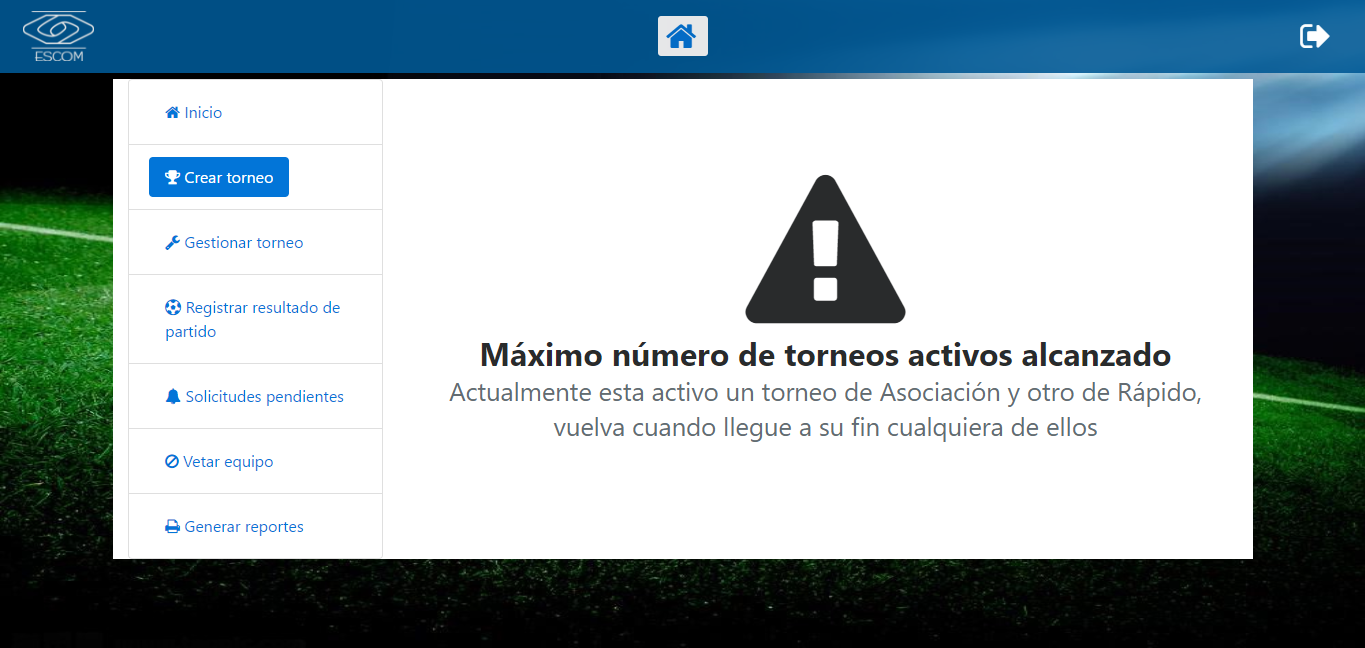 ESCOM
Inicio
Crear torneo
Gestionar torneo
Registrar resultado de
partido
Solicitudes pendientes
Vetar equipo
Generar reportes
Máximo número de torneos activos alcanzado
Actualmente esta activo un torneo de Asociación y otro de Rápido,
vuelva cuando llegue a su fin cualquiera de ellos